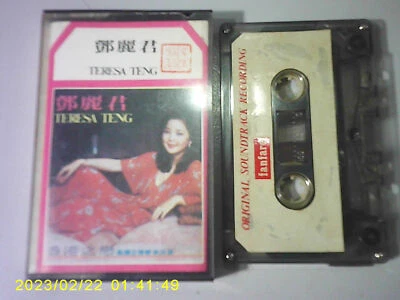 鄧麗君
TERESA TENG
鄧麗君
TERESA TENG
ORIGINAL SOUNDTRACK RECORDING
fanfare
2023/02/22 01:41:49